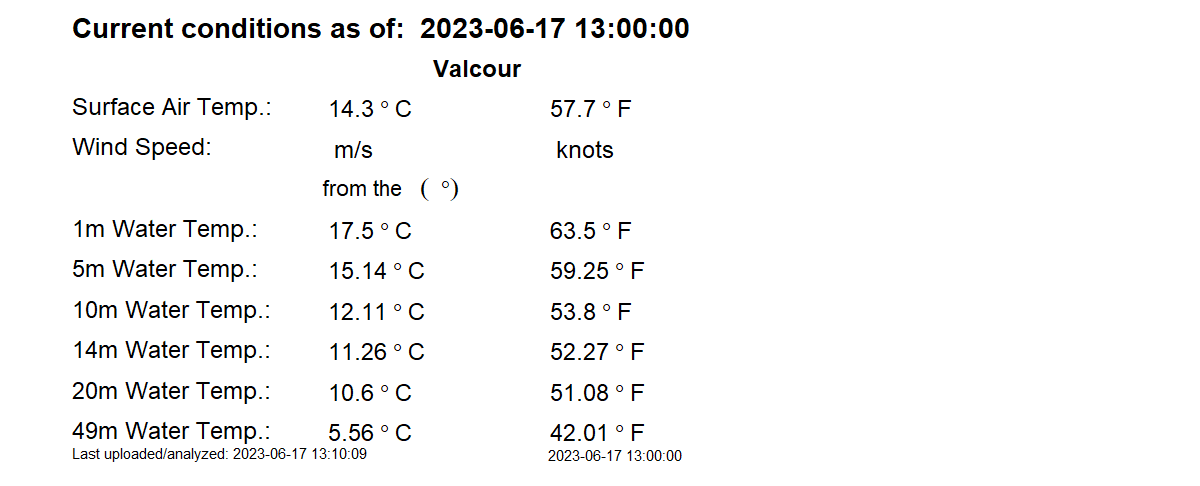 Current conditions as of:  2023-06-17 13:00:00
Valcour
Surface Air Temp.: 14.3 ° C 57.7 ° F
Wind Speed: m/s knots
from the ( °)
1m Water Temp.: 17.5 ° C 63.5 ° F
5m Water Temp.: 15.14 ° C 59.25 ° F
10m Water Temp.: 12.11 ° C 53.8 ° F
14m Water Temp.: 11.26 ° C 52.27 ° F
20m Water Temp.: 10.6 ° C 51.08 ° F
49m Water Temp.: 5.56 ° C 42.01 ° F
Last uploaded/analyzed: 2023-06-17 13:10:09 2023-06-17 13:00:00